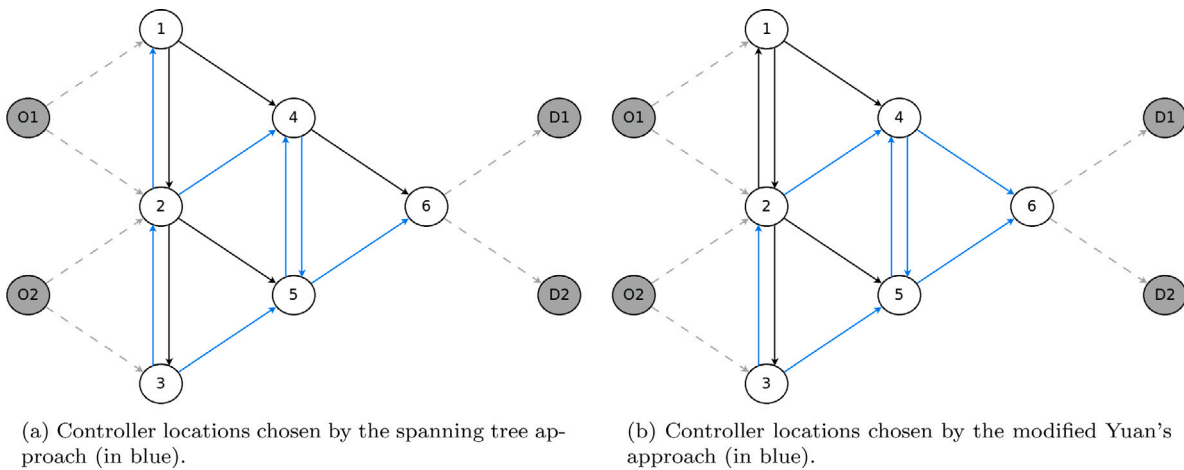 1
O1
4
D1
2
6
O2
5
D2
3
(a) Controller locations chosen by the spanning tree ap-
proach (in blue).
1
O1
4
D1
2
6
O2
5
D2
3
(b) Controller locations chosen by the modified Yuan's
approach (in blue).